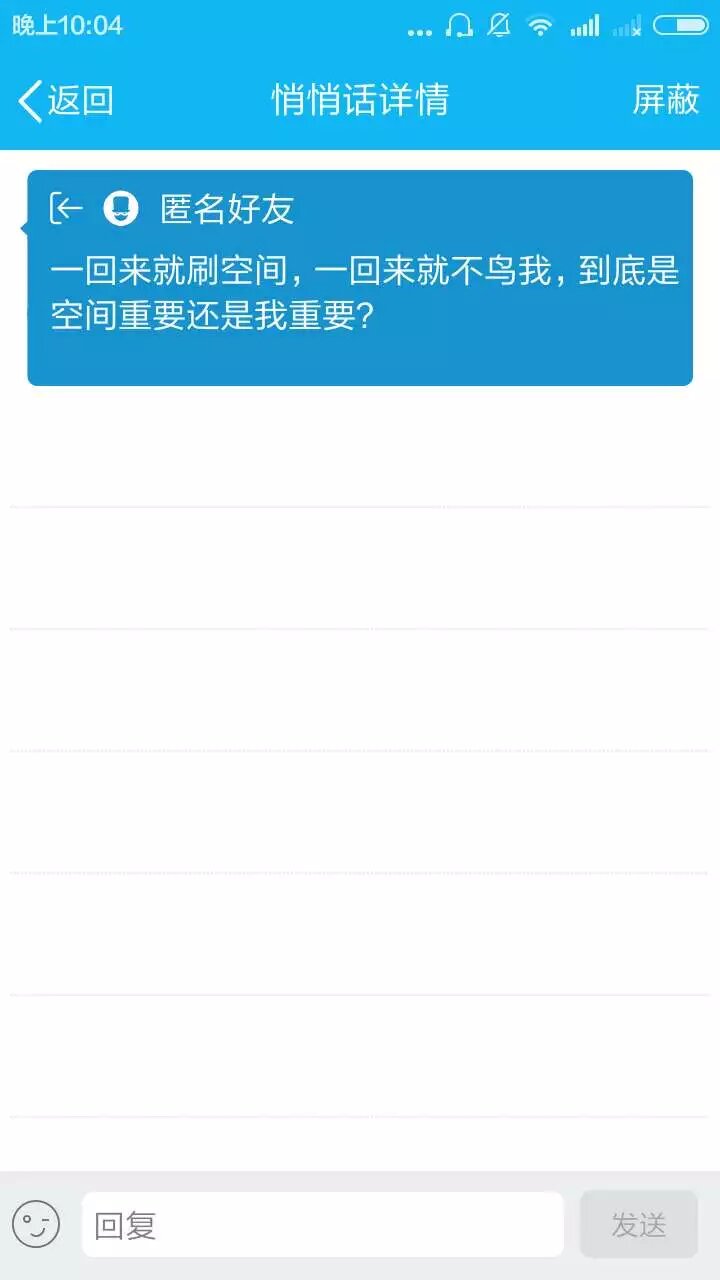 晚上10:04
返回 悄悄话详情 屏蔽
匿名好友
一回来就刷空间，一回来就不鸟我，到底是
空间重要还是我重要?
回复 发送